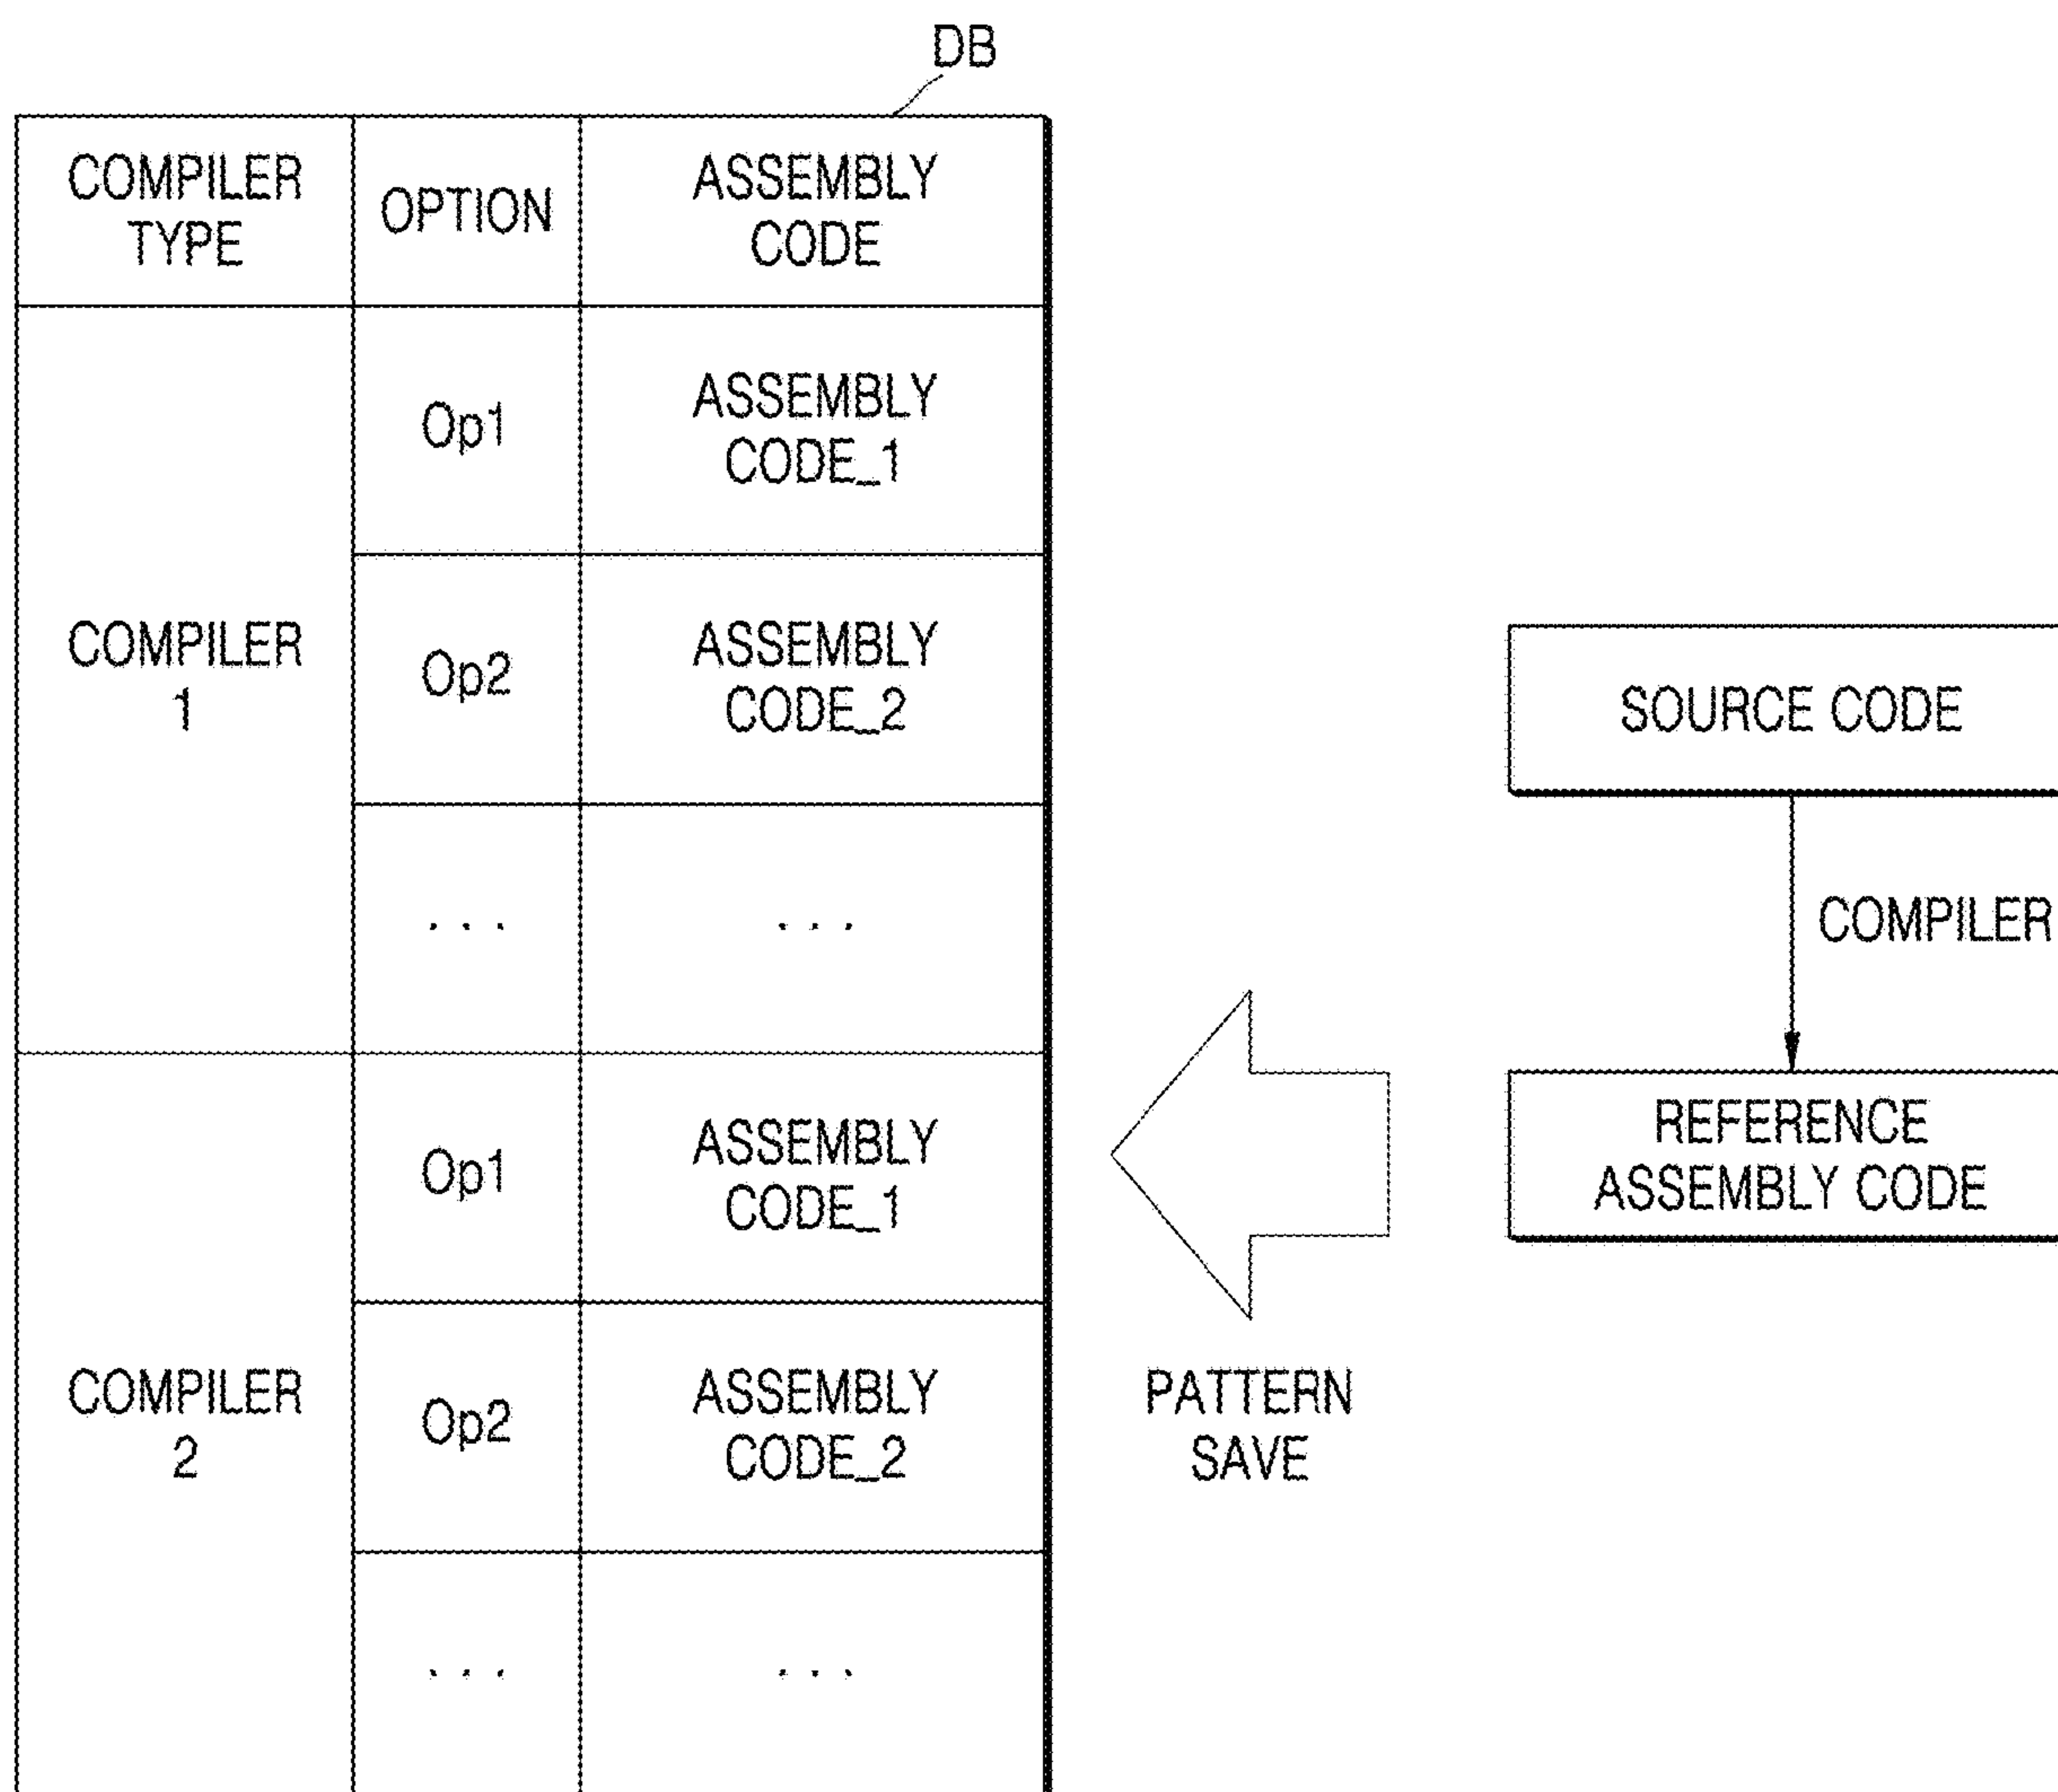 DB
COMPILER
TYPE
OPTION
ASSEMBLY
CODE
COMPILER
1
Op1
ASSEMBLY
CODE_1
Op2
ASSEMBLY
CODE_2
...
...
COMPILER
2
Op1
ASSEMBLY
CODE_1
Op2
ASSEMBLY
CODE_2
...
...
PATTERN
SAVE
SOURCE CODE
COMPILER
REFERENCE
ASSEMBLY CODE